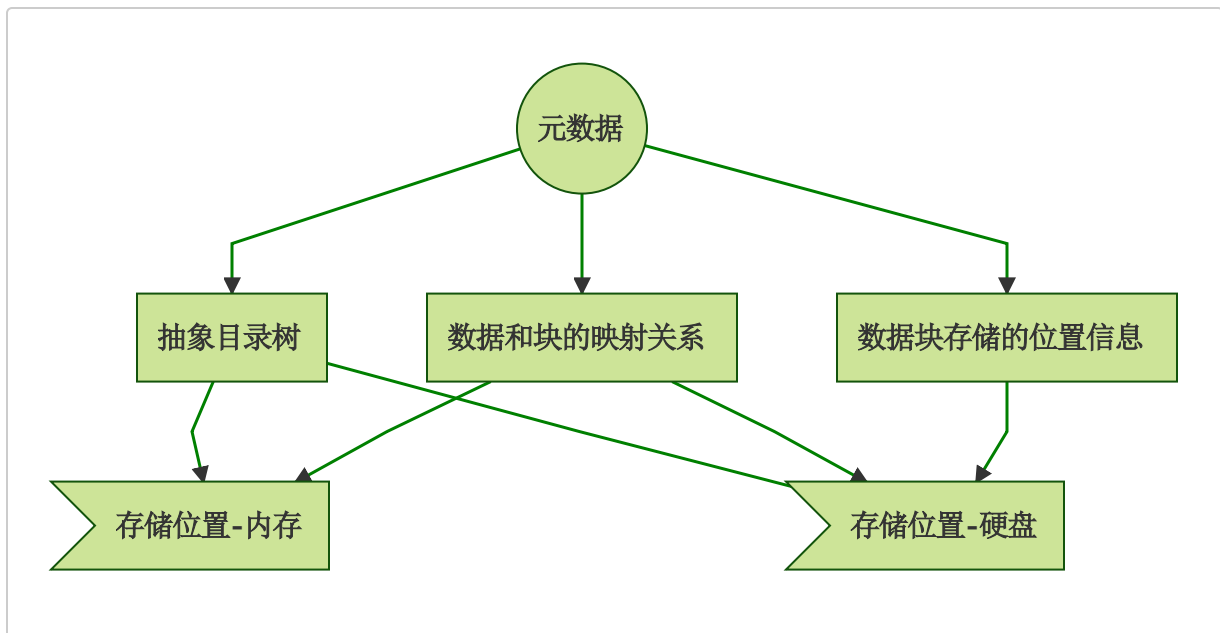 元数据
抽象目录树
数据和块的映射关系
数据块存储的位置信息
存储位置-内存
存储位置-硬盘